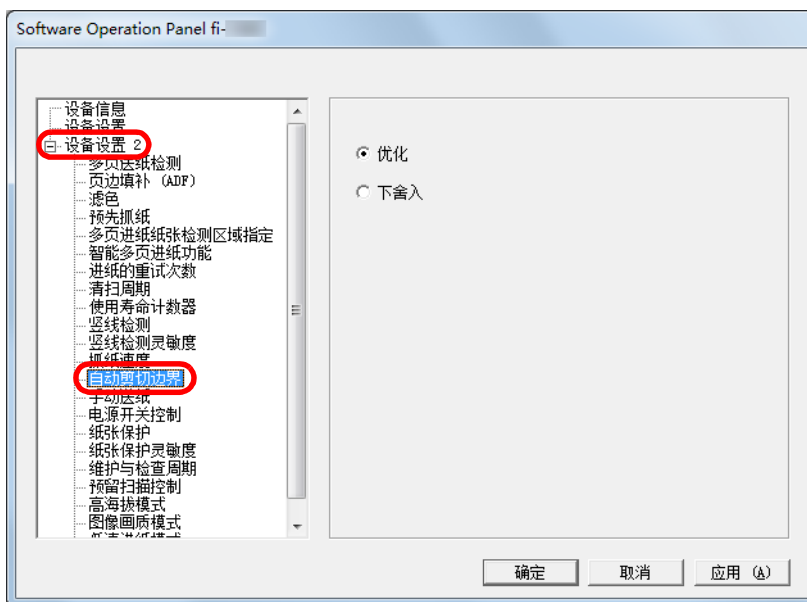 Software Operation Panel fi-
设备信息
设备设置
设备设置 2
多页送纸检测
页边填补 (ADF)
滤色
预先抓纸
多页进纸纸张检测区域指定
智能多页进纸功能
进纸的重试次数
清扫周期
使用寿命计数器
竖线检测
竖线检测灵敏度
抓纸速度
自动剪切边界
手动送纸
电源开关控制
纸张保护
纸张保护灵敏度
维护与检查周期
预留扫描控制
高海拔模式
图像画质模式
低速进纸模式
优化
下舍入
确定
取消
应用 (A)